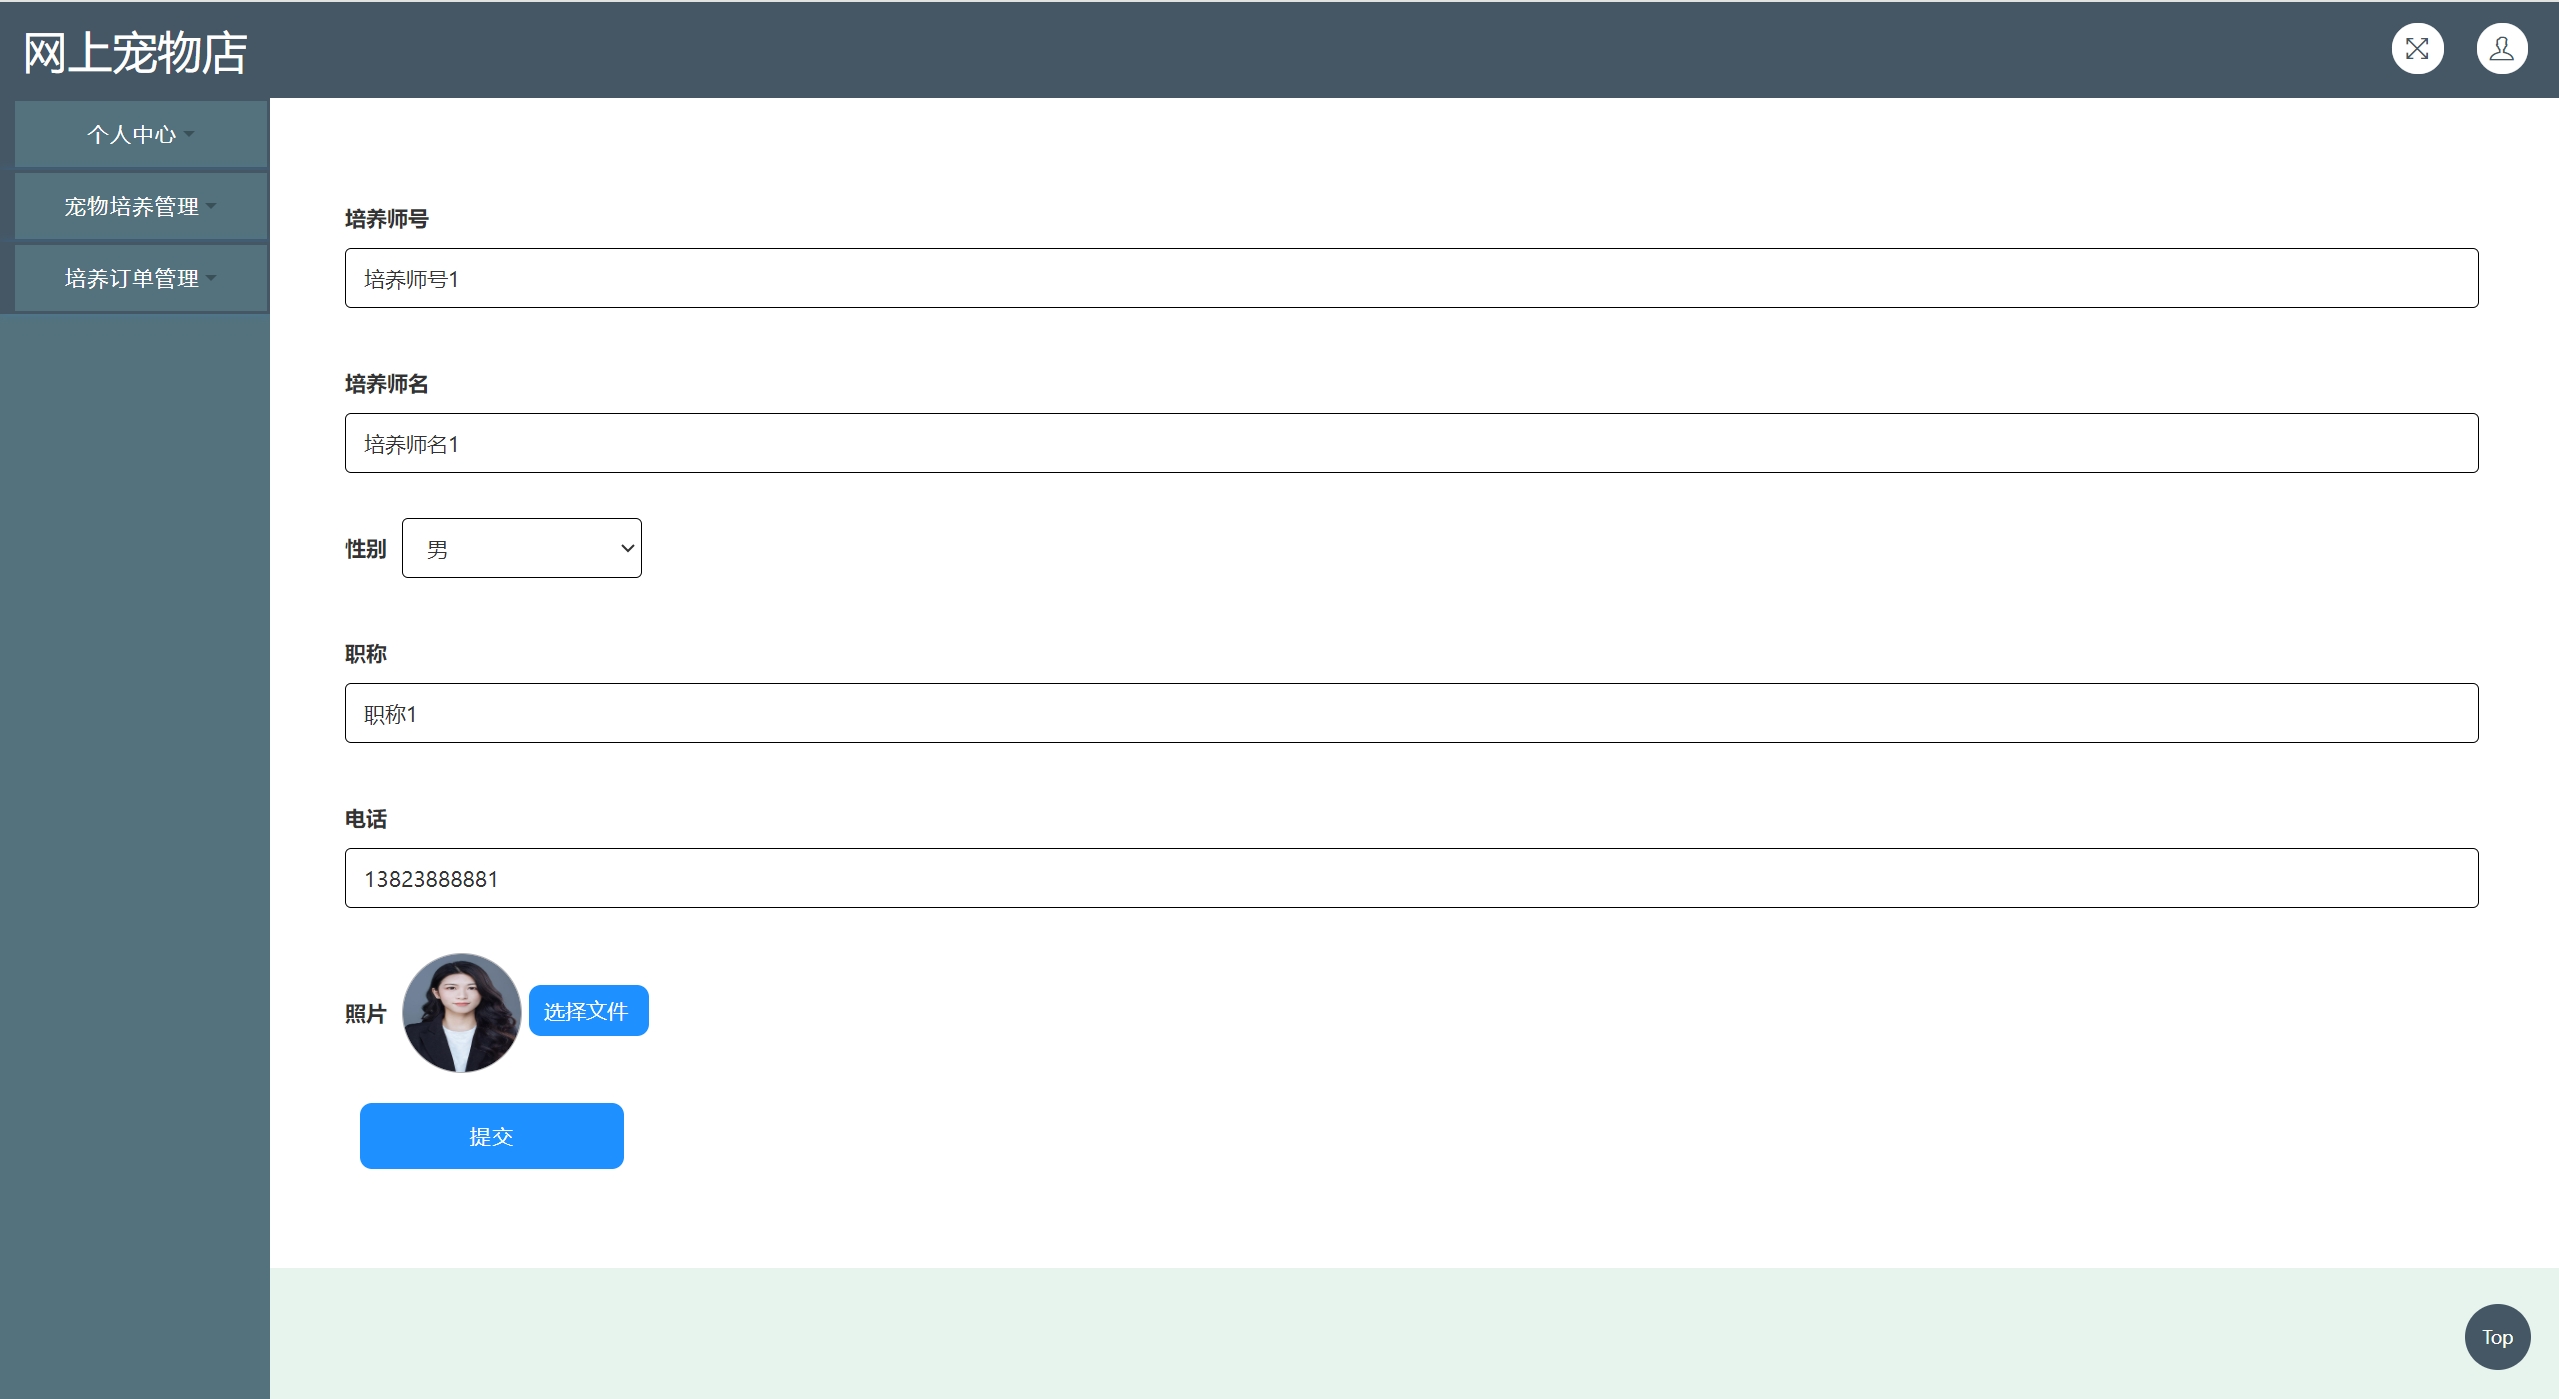 网上宠物店
个人中心
宠物培养管理
培养订单管理
培养师号
培养师号1
培养师名
培养师名1
性别 男
职称
职称1
电话
13823888881
照片 选择文件
提交
Top